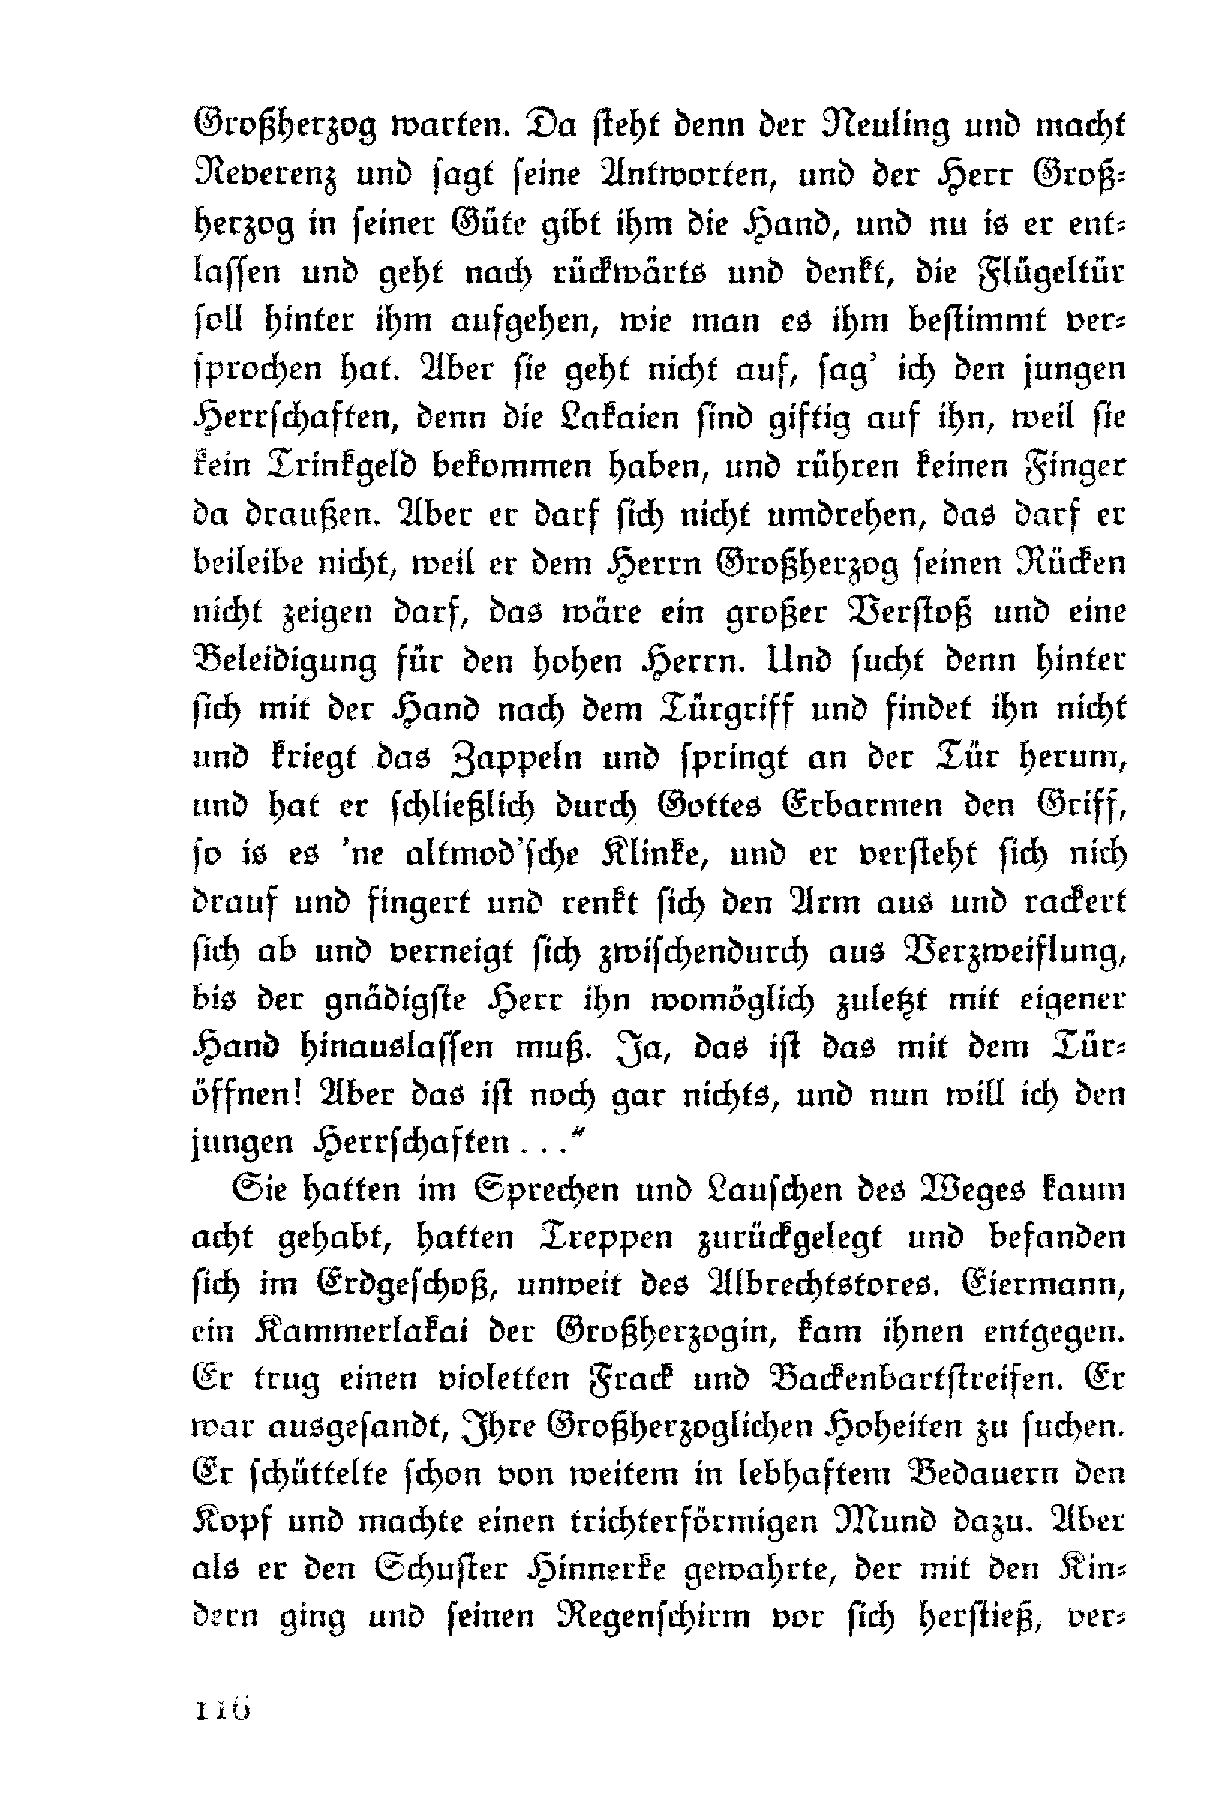 Großherzog warten. Da steht denn der Neuling und macht
Reverenz und sagt seine Antworten, und der Herr Groß-
herzog in seiner Güte gibt ihm die Hand, und nu is er ent-
lassen und geht nach rückwärts und denkt, die Flügeltür
soll hinter ihm aufgehen, wie man es ihm bestimmt ver-
sprochen hat. Aber sie geht nicht auf, sag’ ich den jungen
Herrschaften, denn die Lakaien sind giftig auf ihn, weil sie
kein Trinkgeld bekommen haben, und rühren keinen Finger
da draußen. Aber er darf sich nicht umdrehen, das darf er
beileibe nicht, weil er dem Herrn Großherzog seinen Rücken
nicht zeigen darf, das wäre ein großer Verstoß und eine
Beleidigung für den hohen Herrn. Und sucht denn hinter
sich mit der Hand nach dem Türgriff und findet ihn nicht
und kriegt das Zappeln und springt an der Tür herum,
und hat er schließlich durch Gottes Erbarmen den Griff,
so is es ’ne altmod’sche Klinke, und er versteht sich nich
drauf und fingert und renkt sich den Arm aus und rackert
sich ab und verneigt sich zwischendurch aus Verzweiflung,
bis der gnädigste Herr ihn womöglich zuletzt mit eigener
Hand hinauslassen muß. Ja, das ist das mit dem Tür-
öffnen! Aber das ist noch gar nichts, und nun will ich den
jungen Herrschaften . . .“
Sie hatten im Sprechen und Lauschen des Weges kaum
acht gehabt, hatten Treppen zurückgelegt und befanden
sich im Erdgeschoß, unweit des Albrechtstores. Eiermann,
ein Kammerlakai der Großherzogin, kam ihnen entgegen.
Er trug einen violetten Frack und Backenbartstreifen. Er
war ausgesandt, Ihre Großherzoglichen Hoheiten zu suchen.
Er schüttelte schon von weitem in lebhaftem Bedauern den
Kopf und machte einen trichterförmigen Mund dazu. Aber
als er den Schuster Hinnerke gewahrte, der mit den Kin-
dern ging und seinen Regenschirm vor sich herstieß, ver-
116